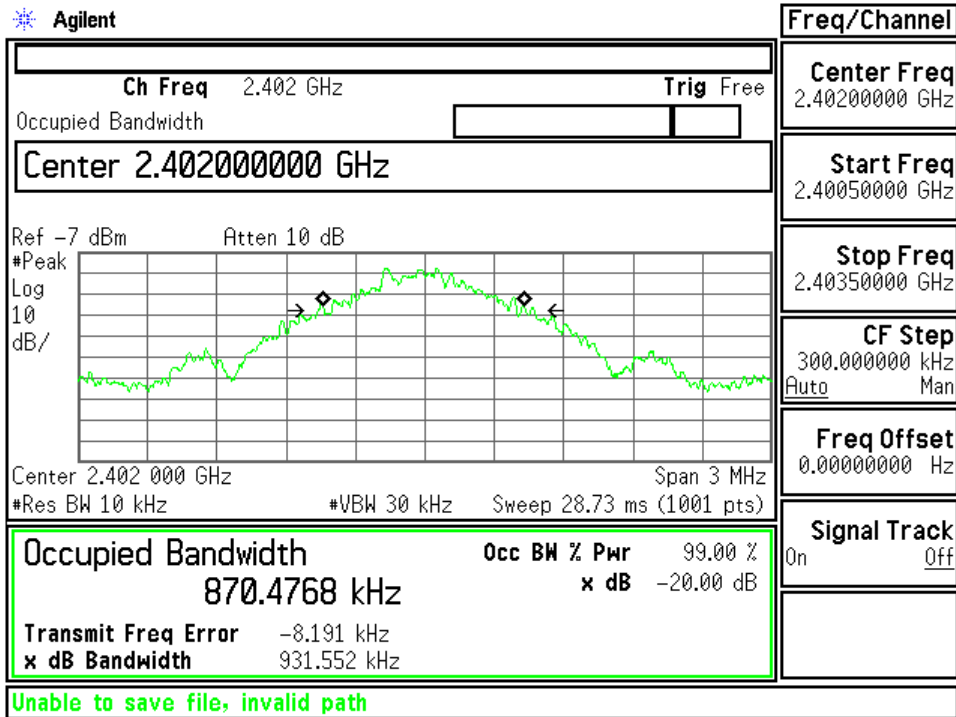 Agilent
Freq/Channel
Ch Freq 2.402 GHz Trig Free
Occupied Bandwidth
Center 2.402000000 GHz
Ref -7 dBm Atten 10 dB
#Peak
Log
10
dB/
Center 2.402 000 GHz Span 3 MHz
#Res BW 10 kHz #VBW 30 kHz Sweep 28.73 ms (1001 pts)
Occupied Bandwidth
870.4768 kHz
Occ BW % Pwr 99.00 %
x dB -20.00 dB
Transmit Freq Error -8.191 kHz
x dB Bandwidth 931.552 kHz
Unable to save file, invalid path
Center Freq
2.40200000 GHz
Start Freq
2.40050000 GHz
Stop Freq
2.40350000 GHz
CF Step
300.000000 kHz
Auto Man
Freq Offset
0.00000000 Hz
Signal Track
On Off